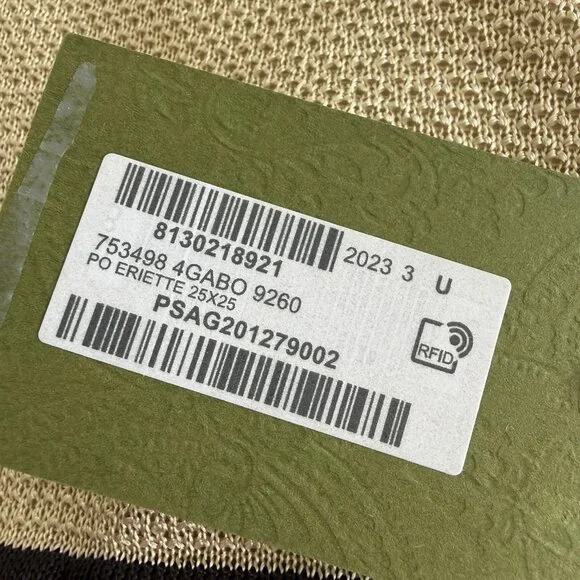 8130218921
2023 3 U
753498 4GABO 9260
PO ERIETTE 25X25
PSAG201279002
RFID